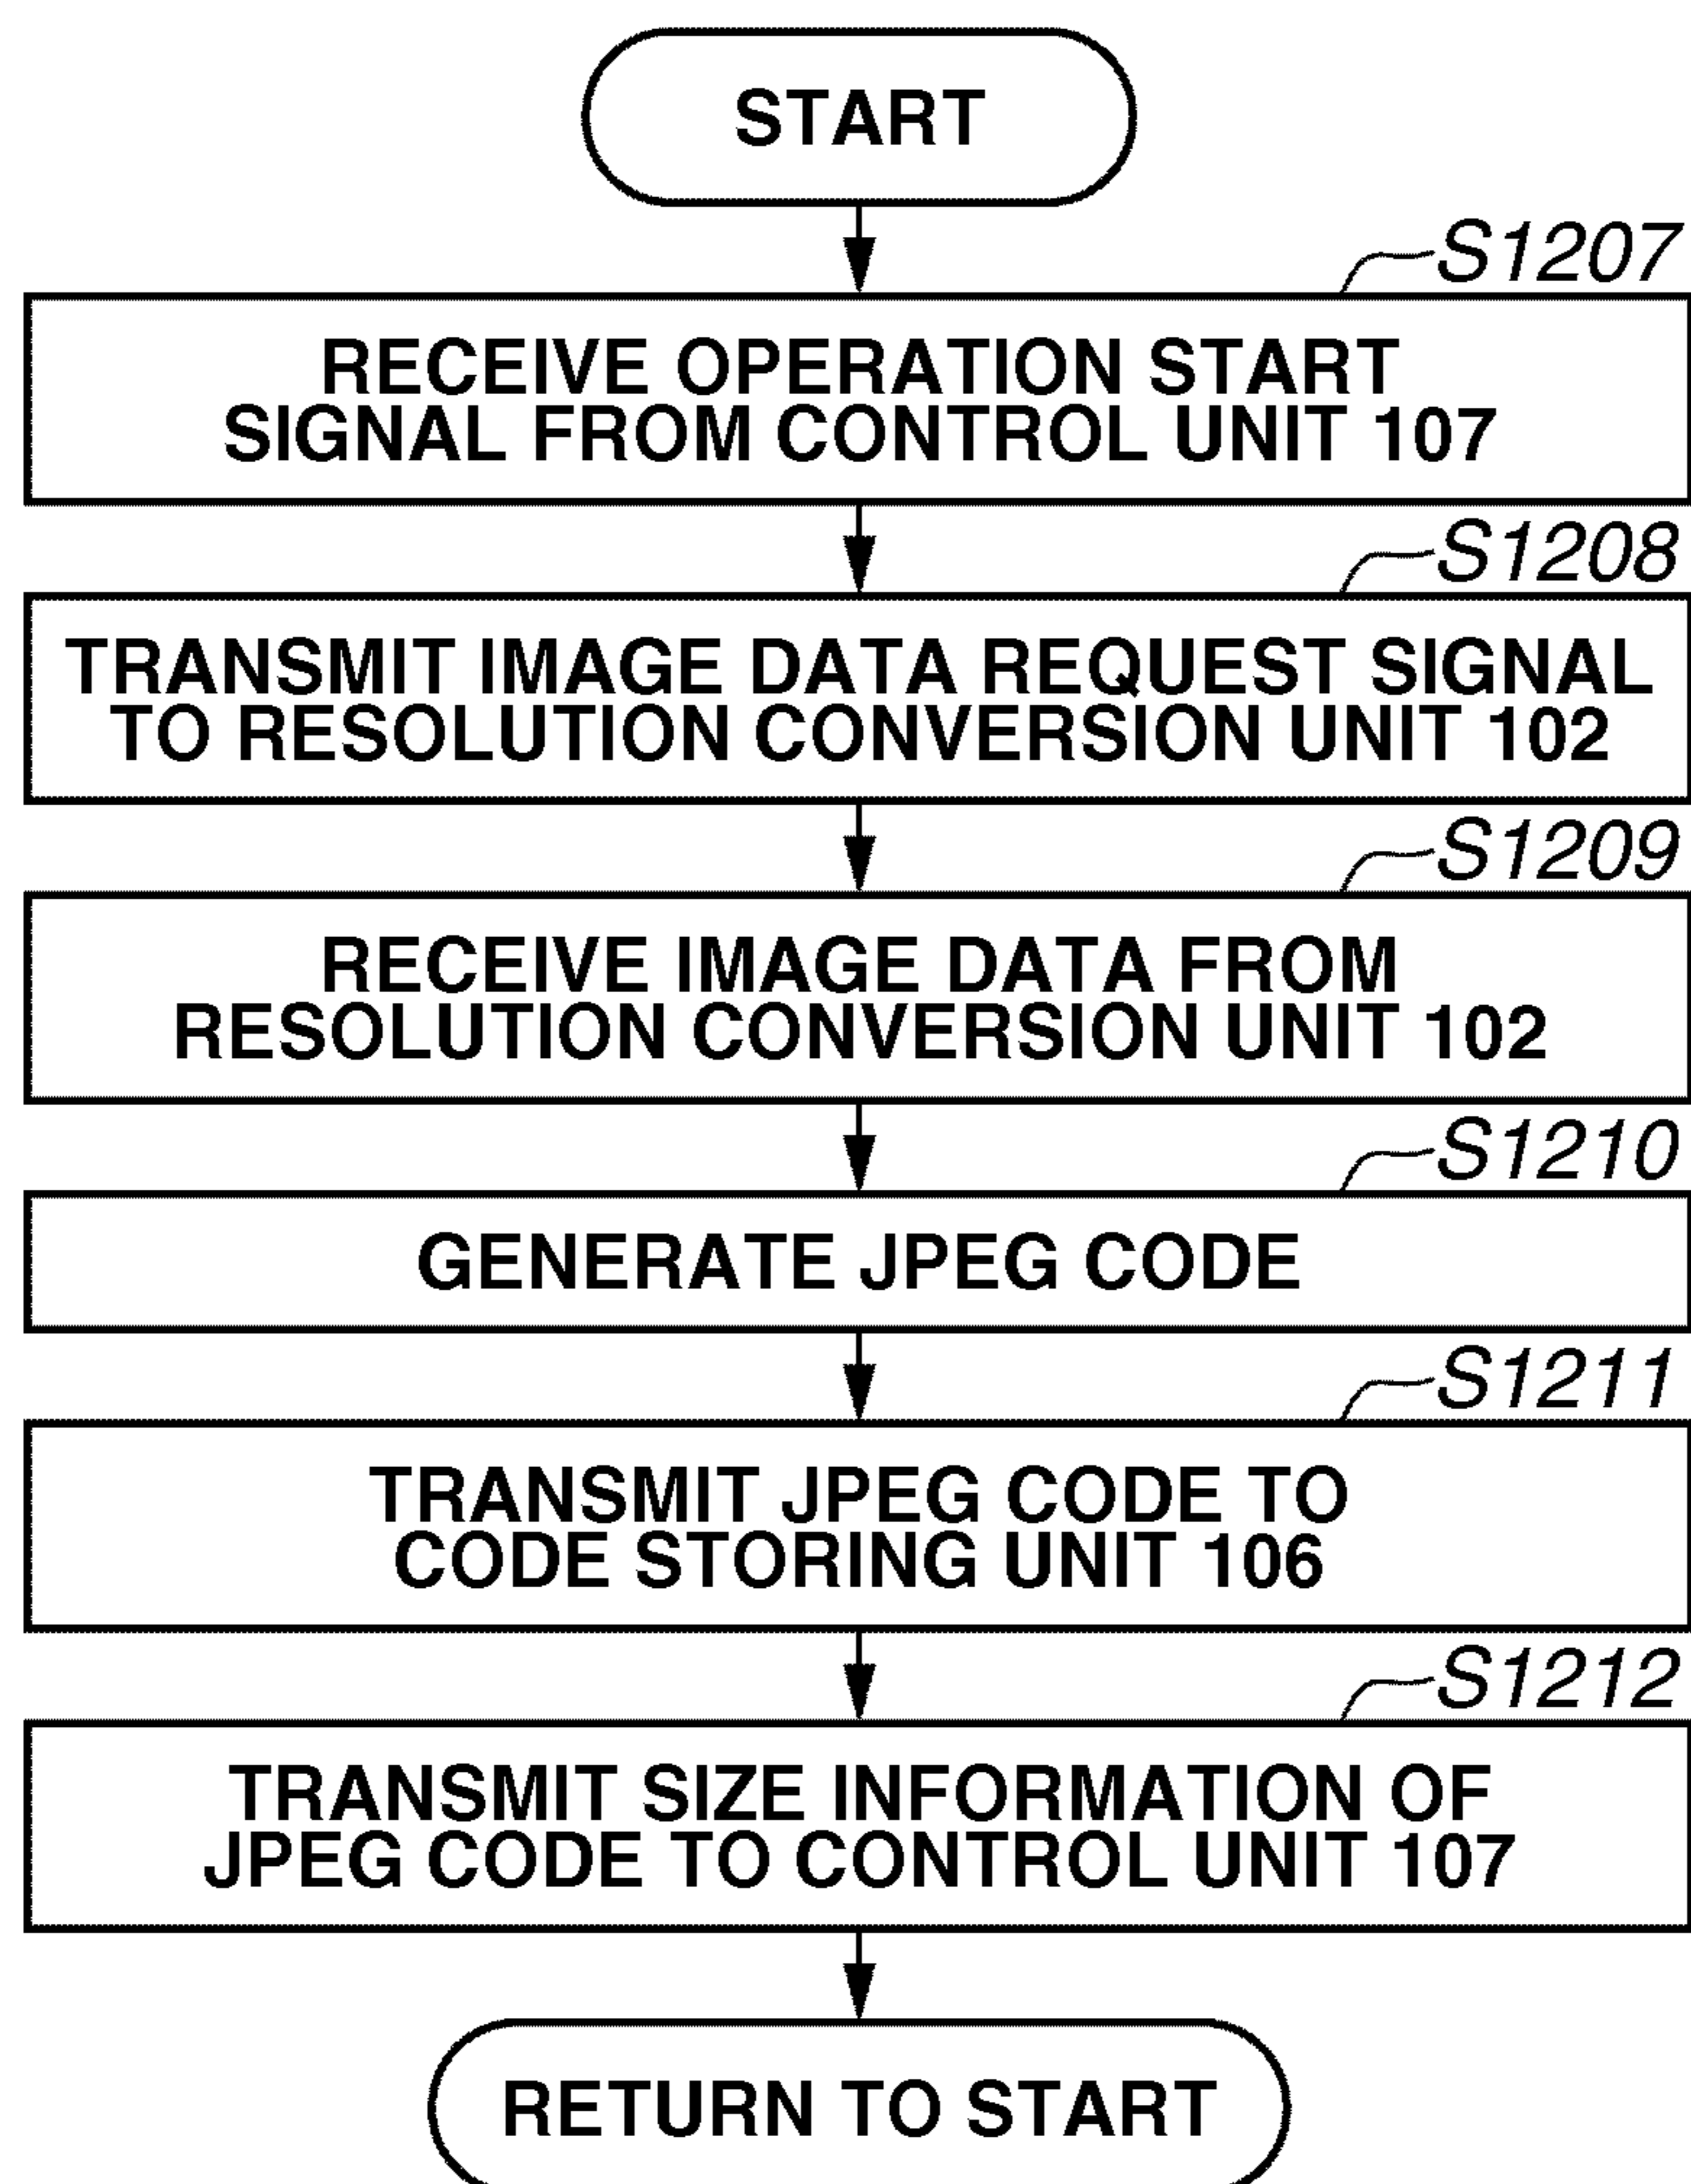 START
S1207
RECEIVE OPERATION START
SIGNAL FROM CONTROL UNIT 107
S1208
TRANSMIT IMAGE DATA REQUEST SIGNAL
TO RESOLUTION CONVERSION UNIT 102
S1209
RECEIVE IMAGE DATA FROM
RESOLUTION CONVERSION UNIT 102
S1210
GENERATE JPEG CODE
S1211
TRANSMIT JPEG CODE TO
CODE STORING UNIT 106
S1212
TRANSMIT SIZE INFORMATION OF
JPEG CODE TO CONTROL UNIT 107
RETURN TO START